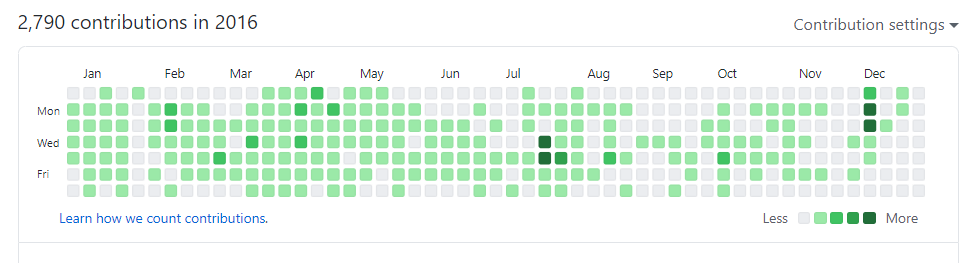 2,790 contributions in 2016
Contribution settings
Jan Feb Mar Apr May Jun Jul Aug Sep Oct Nov Dec
Mon
Wed
Fri
Learn how we count contributions.
Less More